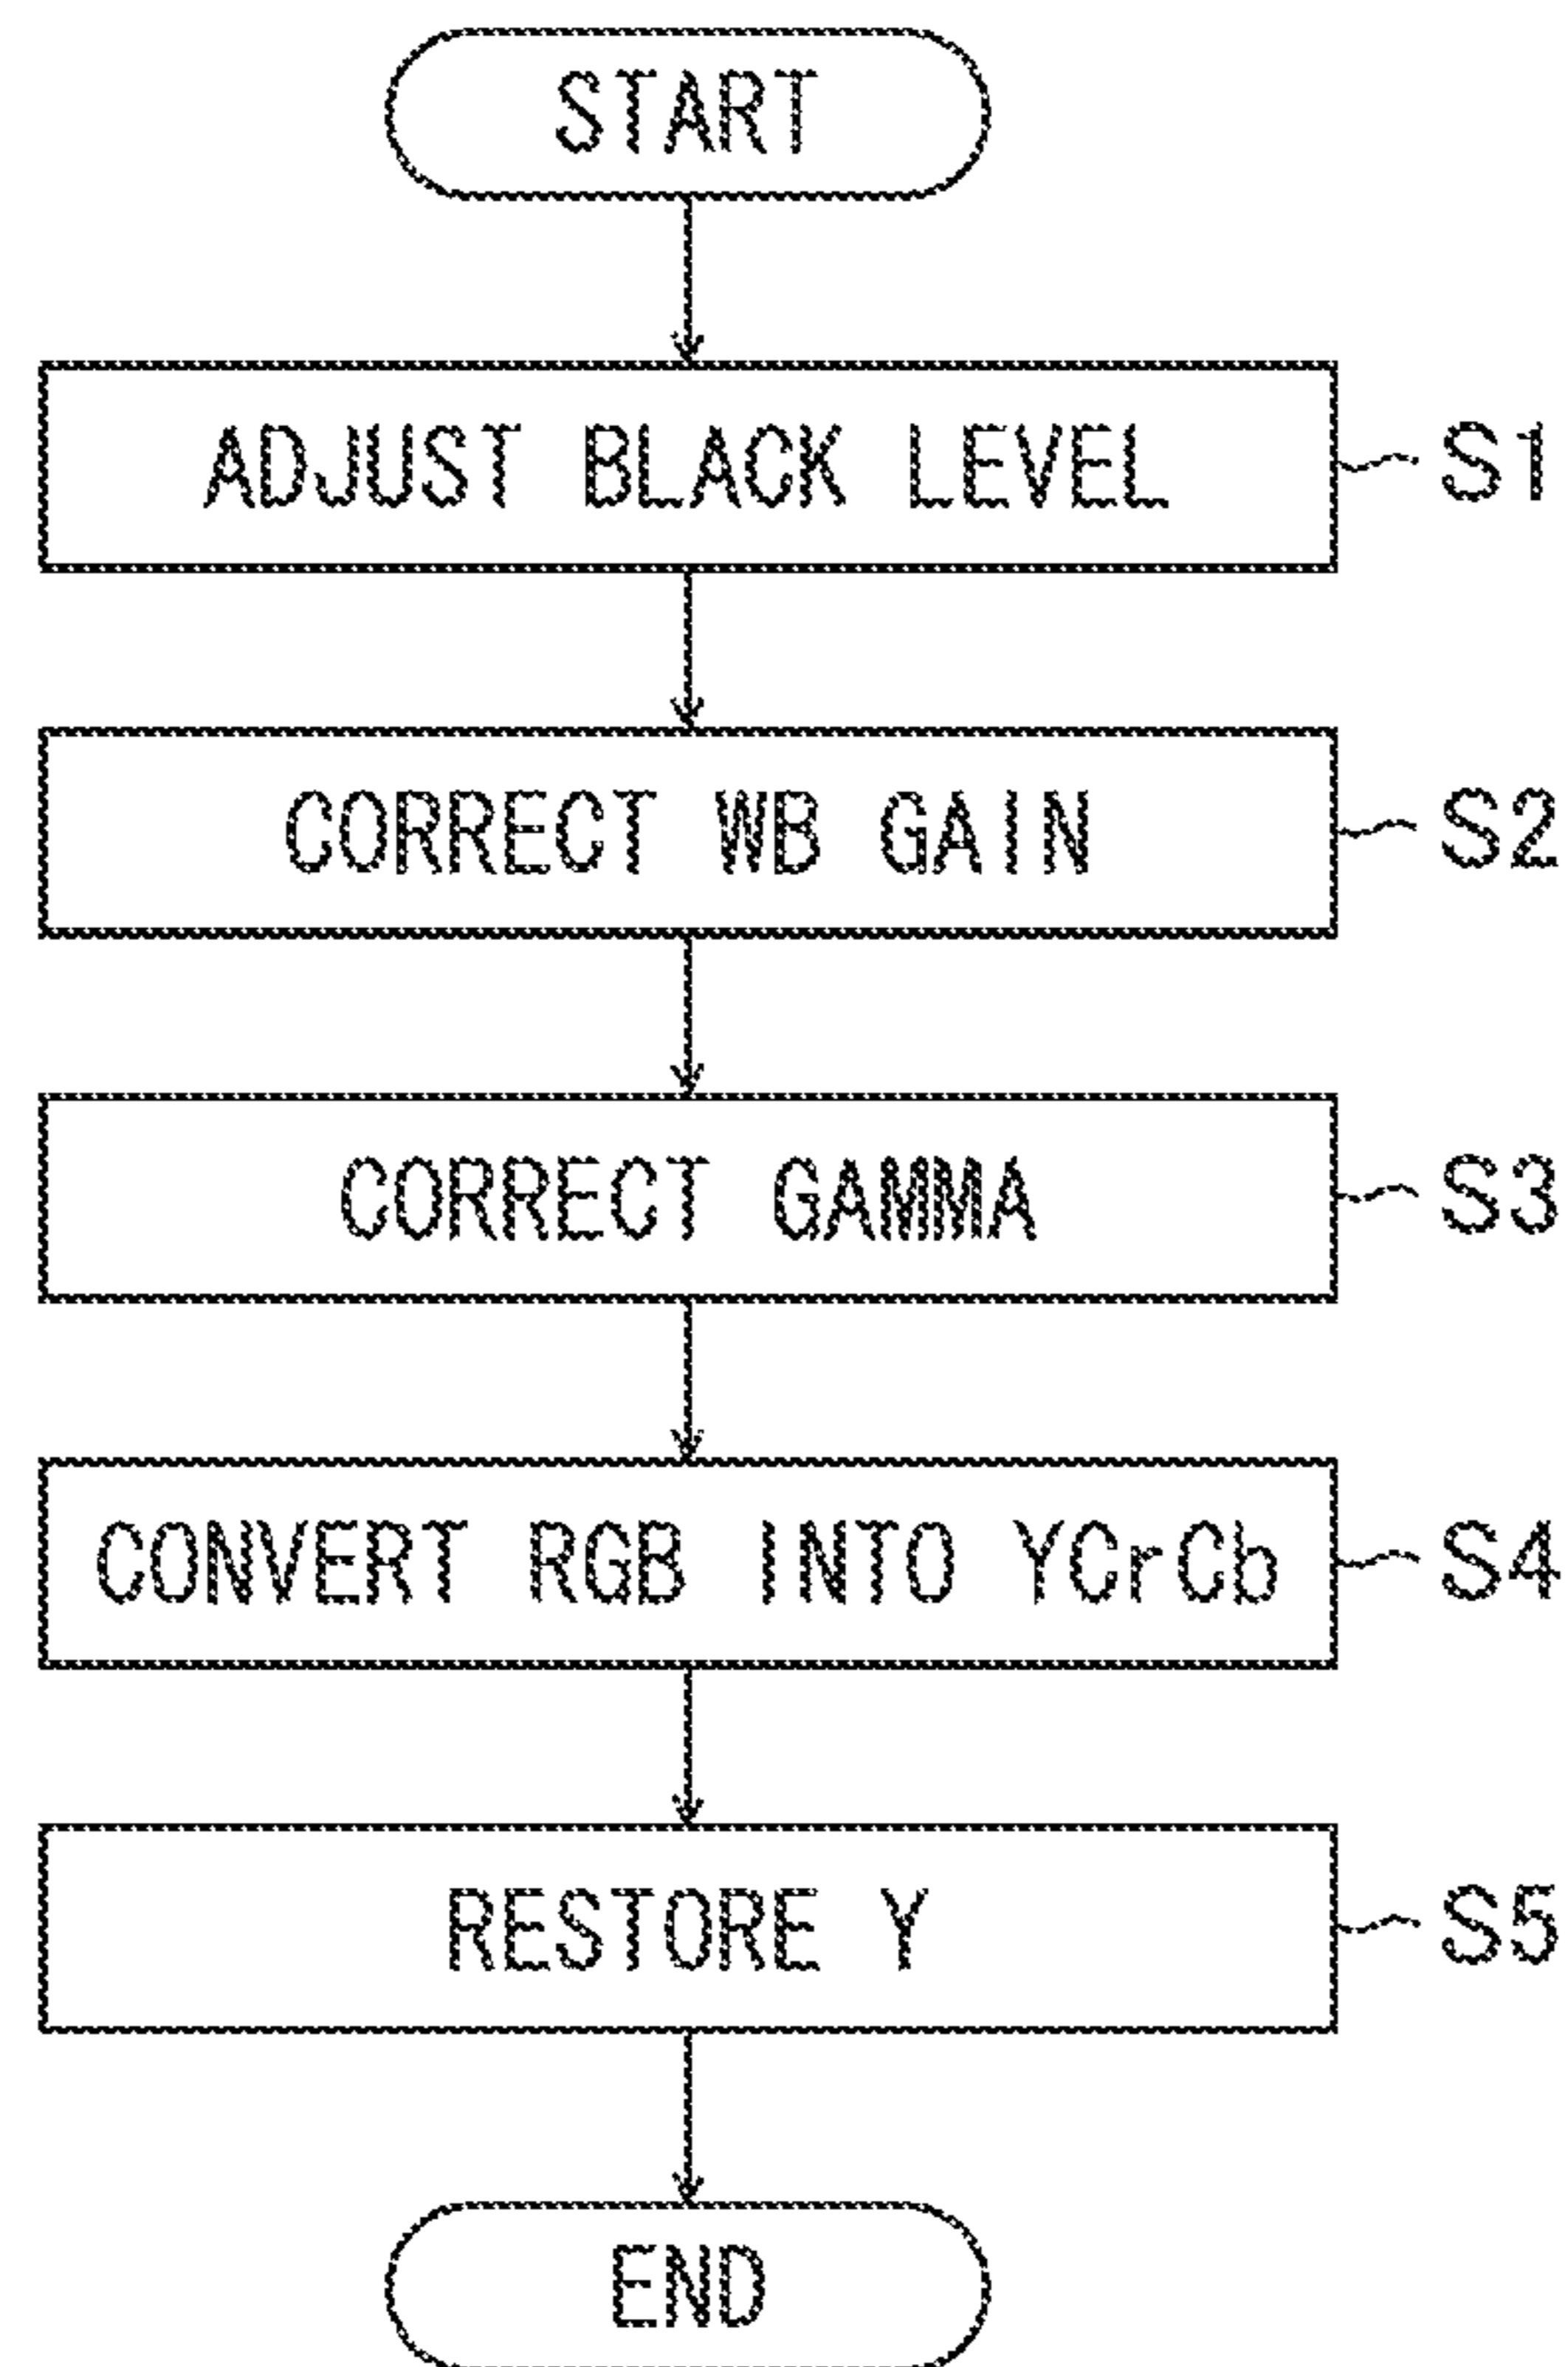 START
ADJUST BLACK LEVEL S1
CORRECT WB GAIN S2
CORRECT GAMMA S3
CONVERT RGB INTO YCrCb S4
RESTORE Y S5
END